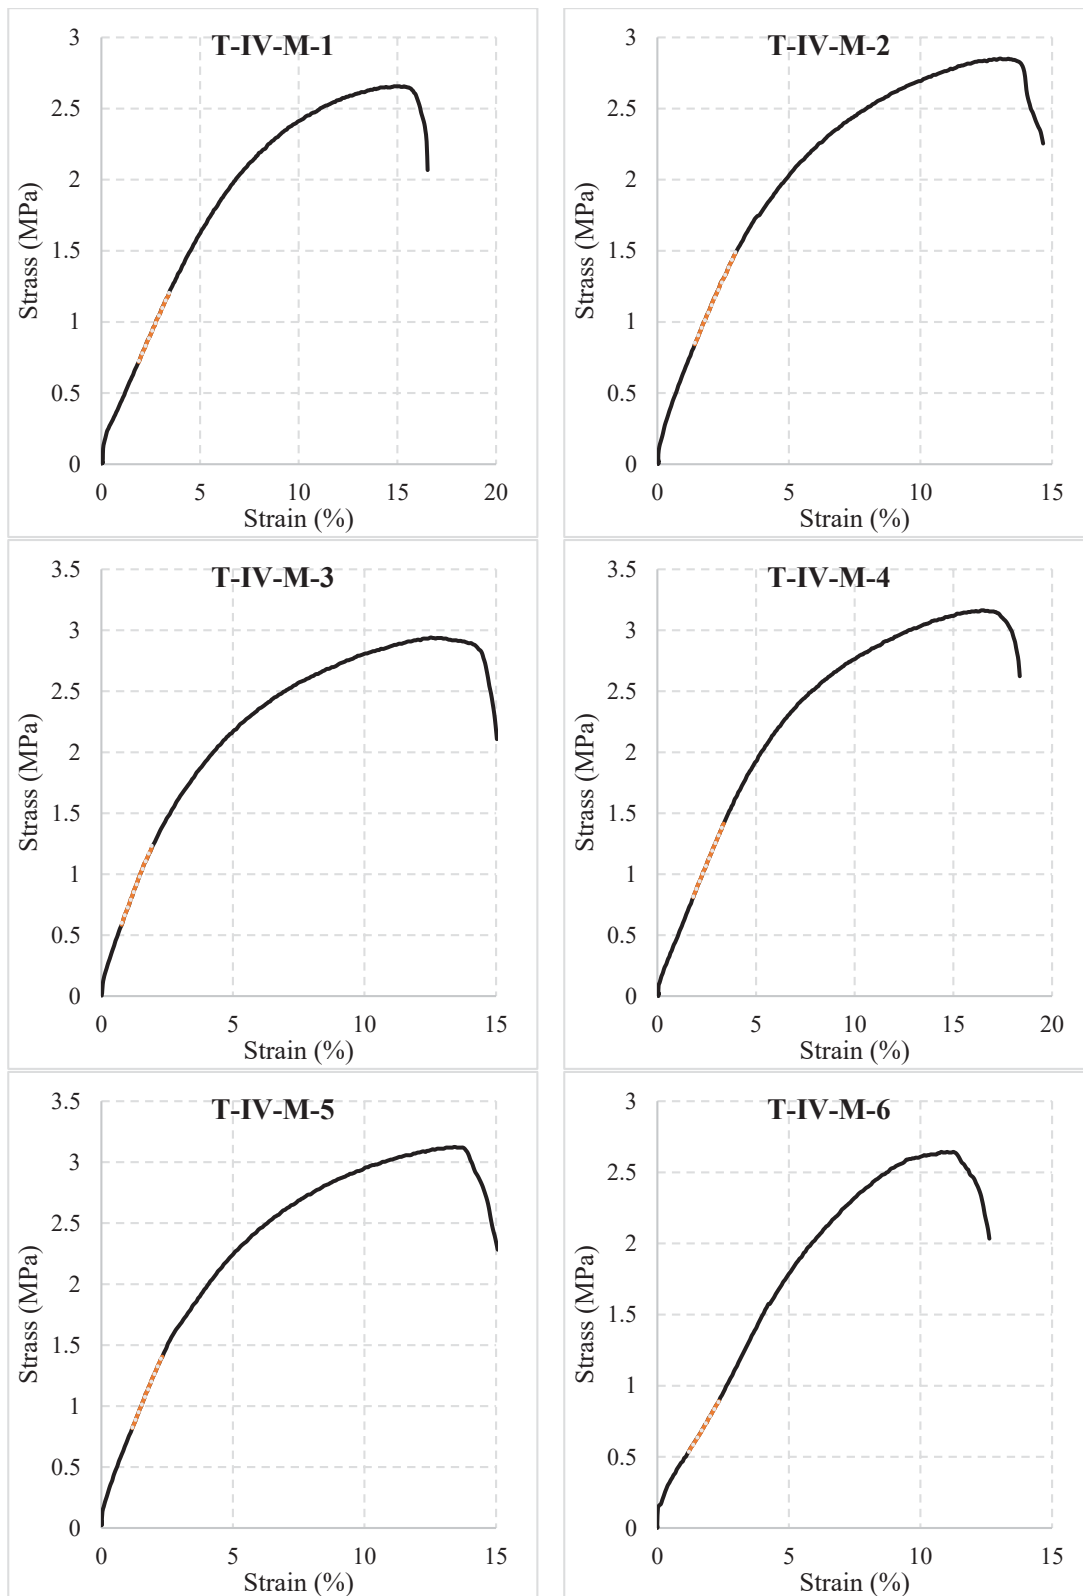 T-IV-M-1
3
2.5
2
1.5
1
0.5
0
0 5 10 15 20
Strass (MPa)
Strain (%)
T-IV-M-2
3
2.5
2
1.5
1
0.5
0
0 5 10 15
Strass (MPa)
Strain (%)
T-IV-M-3
3.5
3
2.5
2
1.5
1
0.5
0
0 5 10 15
Strass (MPa)
Strain (%)
T-IV-M-4
3.5
3
2.5
2
1.5
1
0.5
0
0 5 10 15 20
Strass (MPa)
Strain (%)
T-IV-M-5
3.5
3
2.5
2
1.5
1
0.5
0
0 5 10 15
Strass (MPa)
Strain (%)
T-IV-M-6
3
2.5
2
1.5
1
0.5
0
0 5 10 15
Strass (MPa)
Strain (%)